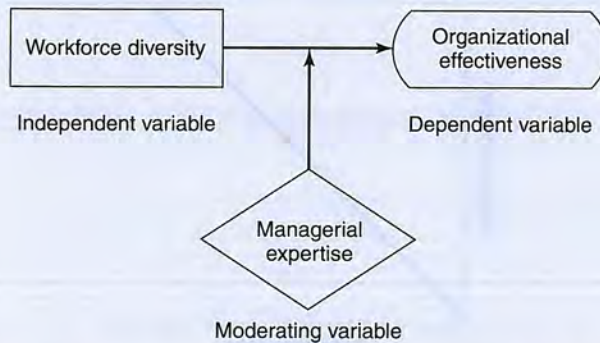 Workforce diversity
Organizational
effectiveness
Independent variable
Dependent variable
Managerial
expertise
Moderating variable